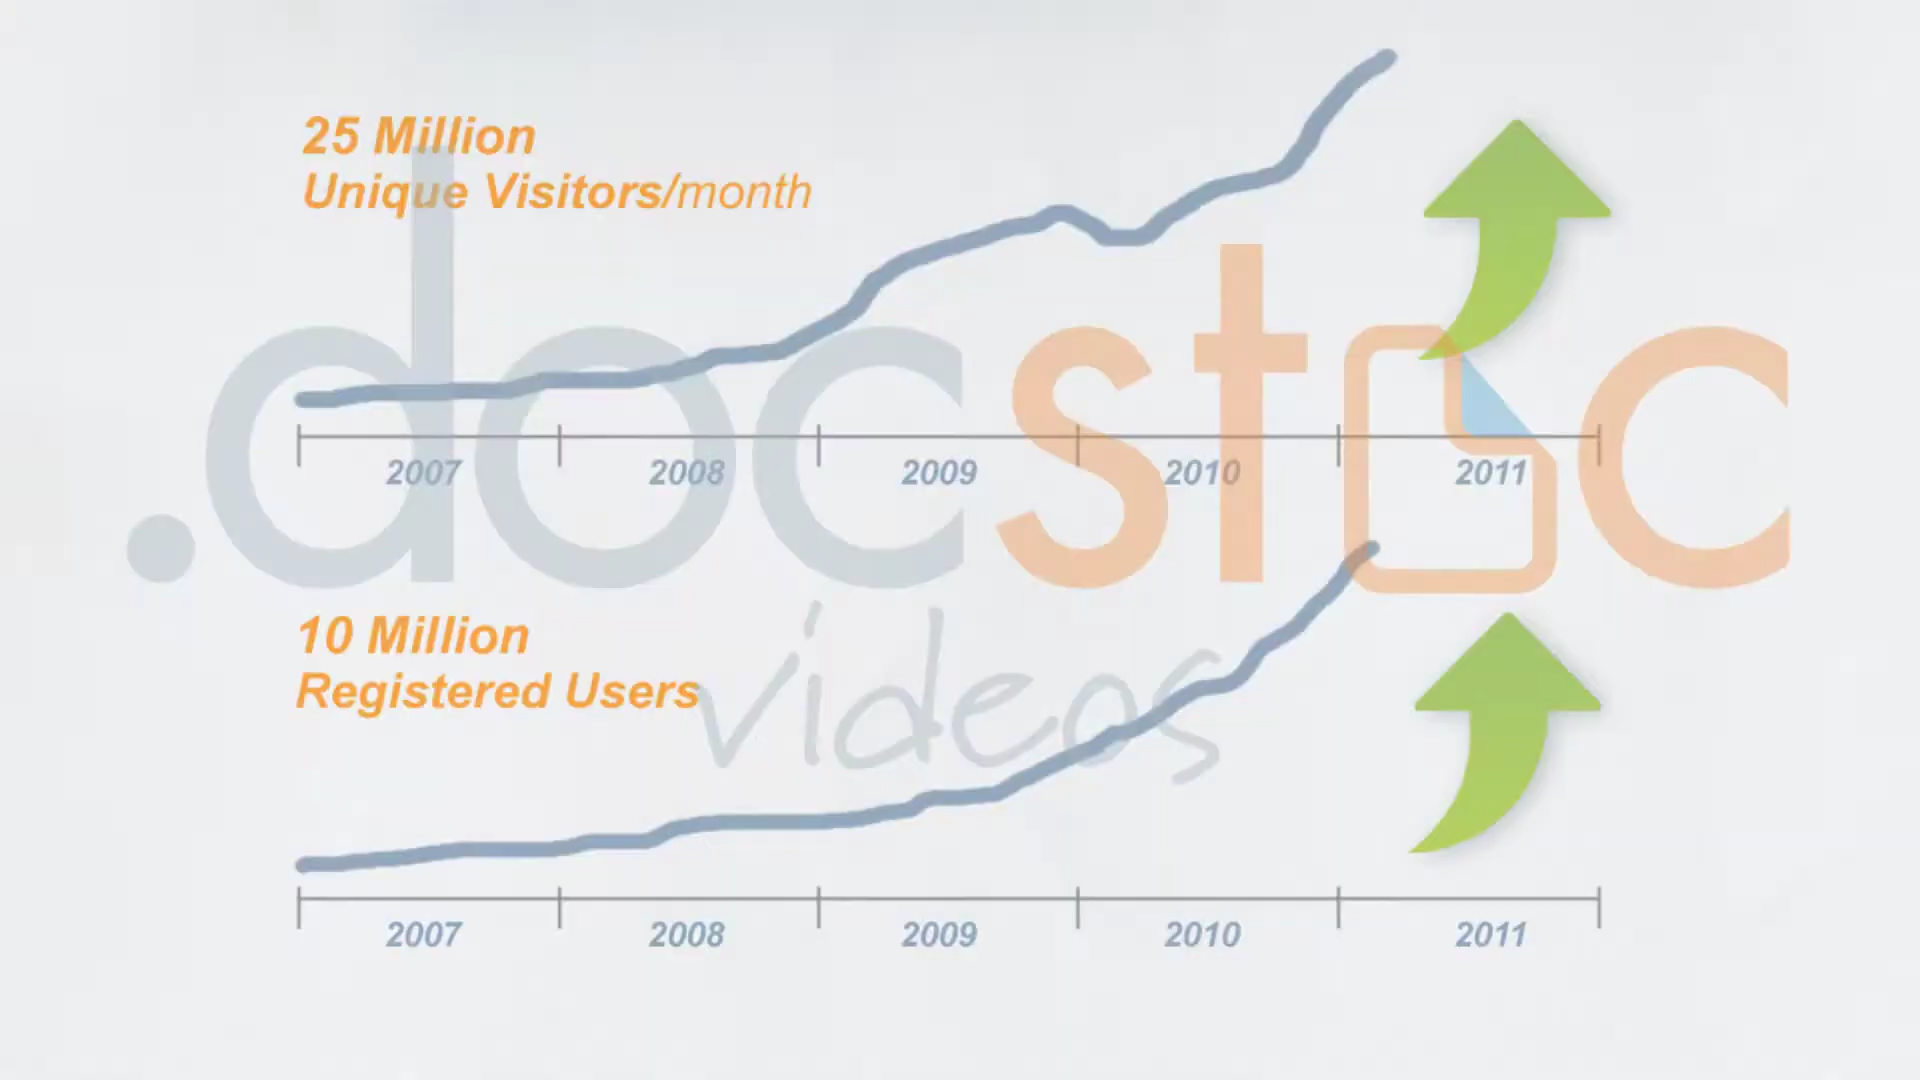 25 Million
Unique Visitors/month
2007 2008 2009 2010 2011
.docstoc
videos
10 Million
Registered Users
2007 2008 2009 2010 2011